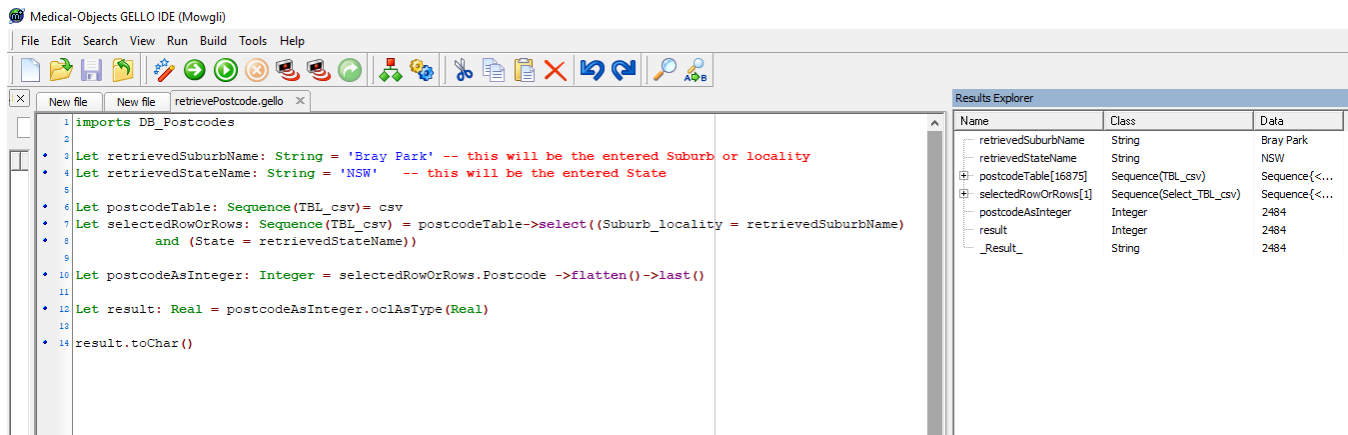 Medical-Objects GELLO IDE (Mowgli)
File Edit Search View Run Build Tools Help
New file New file retrievePostcode.gello
1 imports DB_Postcodes
2
3 Let retrievedSuburbName: String = 'Bray Park' -- this will be the entered Suburb or locality
4 Let retrievedStateName: String = 'NSW' -- this will be the entered State
5
6 Let postcodeTable: Sequence(TBL_csv)= csv
7 Let selectedRowOrRows: Sequence(TBL_csv) = postcodeTable->select((Suburb_locality = retrievedSuburbName)
8 and (State = retrievedStateName))
9
10 Let postcodeAsInteger: Integer = selectedRowOrRows.Postcode ->flatten()->last()
11
12 Let result: Real = postcodeAsInteger.oclAsType(Real)
13
14 result.toChar()
Results Explorer
Name Class Data
retrievedSuburbName String Bray Park
retrievedStateName String NSW
postcodeTable[16875] Sequence(TBL_csv) Sequence{<...
selectedRowOrRows[1] Sequence(Select_TBL_csv) Sequence{<...
postcodeAsInteger Integer 2484
result Integer 2484
_Result_ String 2484